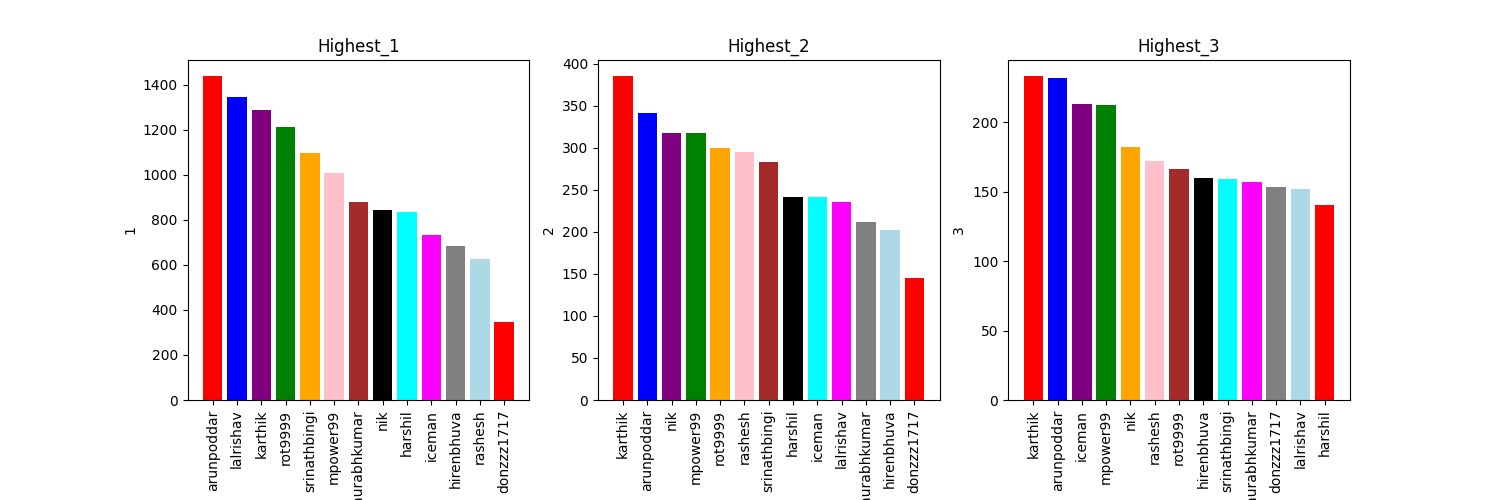 Highest_1
1
1400
1200
1000
800
600
400
200
0
arunpoddar
lalrishav
karthik
rot9999
srinathbingi
mpower99
urabhkumar
nik
harshil
iceman
hirenbhuva
rashesh
donzzz1717
Highest_2
2
400
350
300
250
200
150
100
50
0
karthik
arunpoddar
nik
mpower99
rot9999
rashesh
srinathbingi
harshil
iceman
lalrishav
urabhkumar
hirenbhuva
donzzz1717
Highest_3
3
200
150
100
50
0
karthik
arunpoddar
iceman
mpower99
nik
rashesh
rot9999
hirenbhuva
srinathbingi
urabhkumar
donzzz1717
lalrishav
harshil